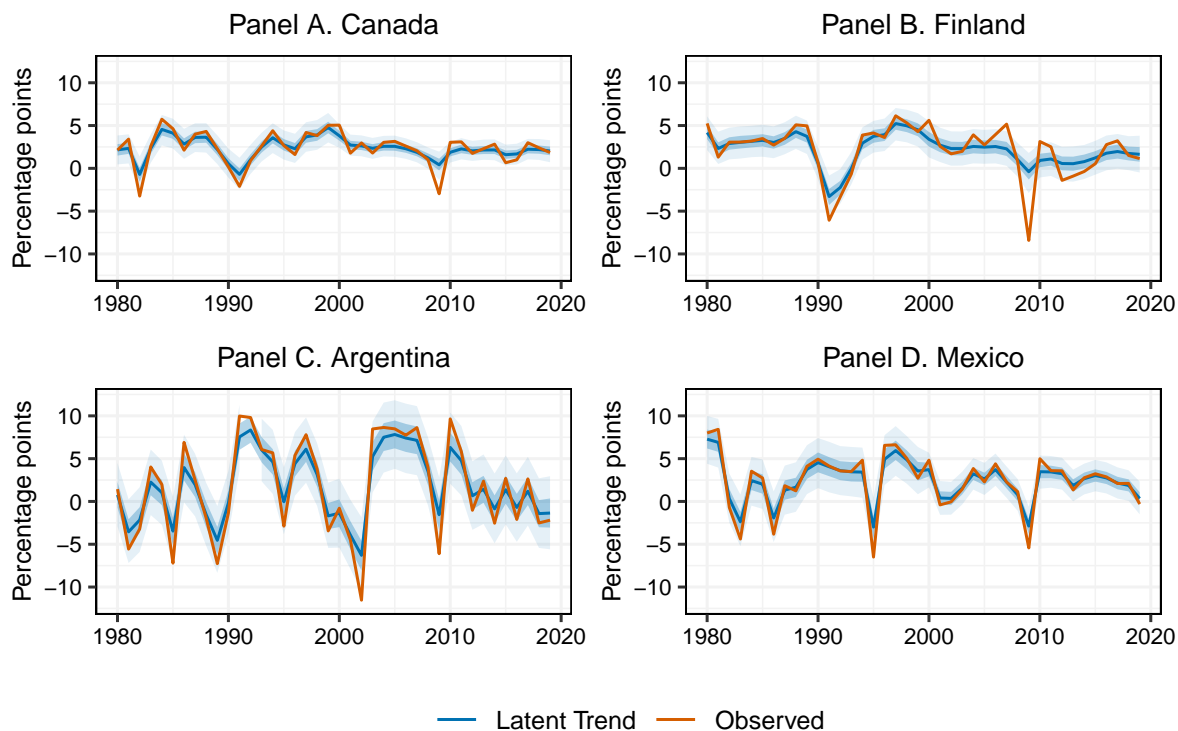 Panel A. Canada
Panel B. Finland
Percentage points
10
5
0
−5
−10
1980 1990 2000 2010 2020
Percentage points
10
5
0
−5
−10
1980 1990 2000 2010 2020
Panel C. Argentina
Panel D. Mexico
Percentage points
10
5
0
−5
−10
1980 1990 2000 2010 2020
Percentage points
10
5
0
−5
−10
1980 1990 2000 2010 2020
Latent Trend Observed